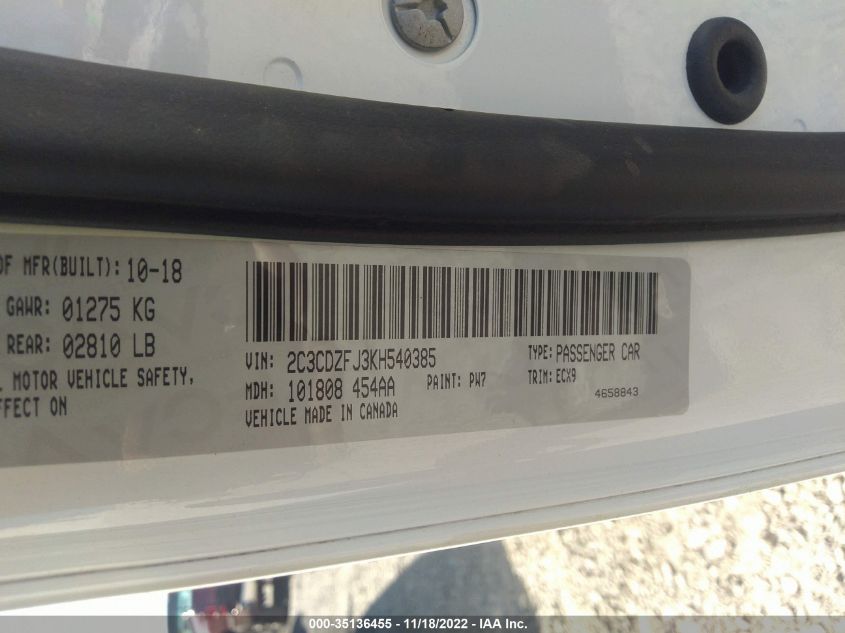 OF MFR(BUILT): 10-18
GAWR: 01275 KG
REAR: 02810 LB
MOTOR VEHICLE SAFETY,
EFFECT ON
VIN: 2C3CDZFJ3KH540385
TYPE: PASSENGER CAR
MDH: 101808 454AA
PAINT: PW7
TRIM: ECX9
VEHICLE MADE IN CANADA
4658843
000-35136455 — 11/18/2022 — IAA Inc.